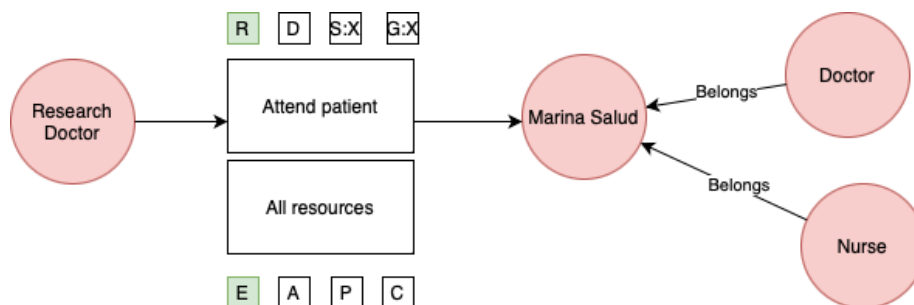 R D S:X G:X
Research
Doctor
Attend patient
Marina Salud
Belongs
Doctor
All resources
Belongs
Nurse
E A P C